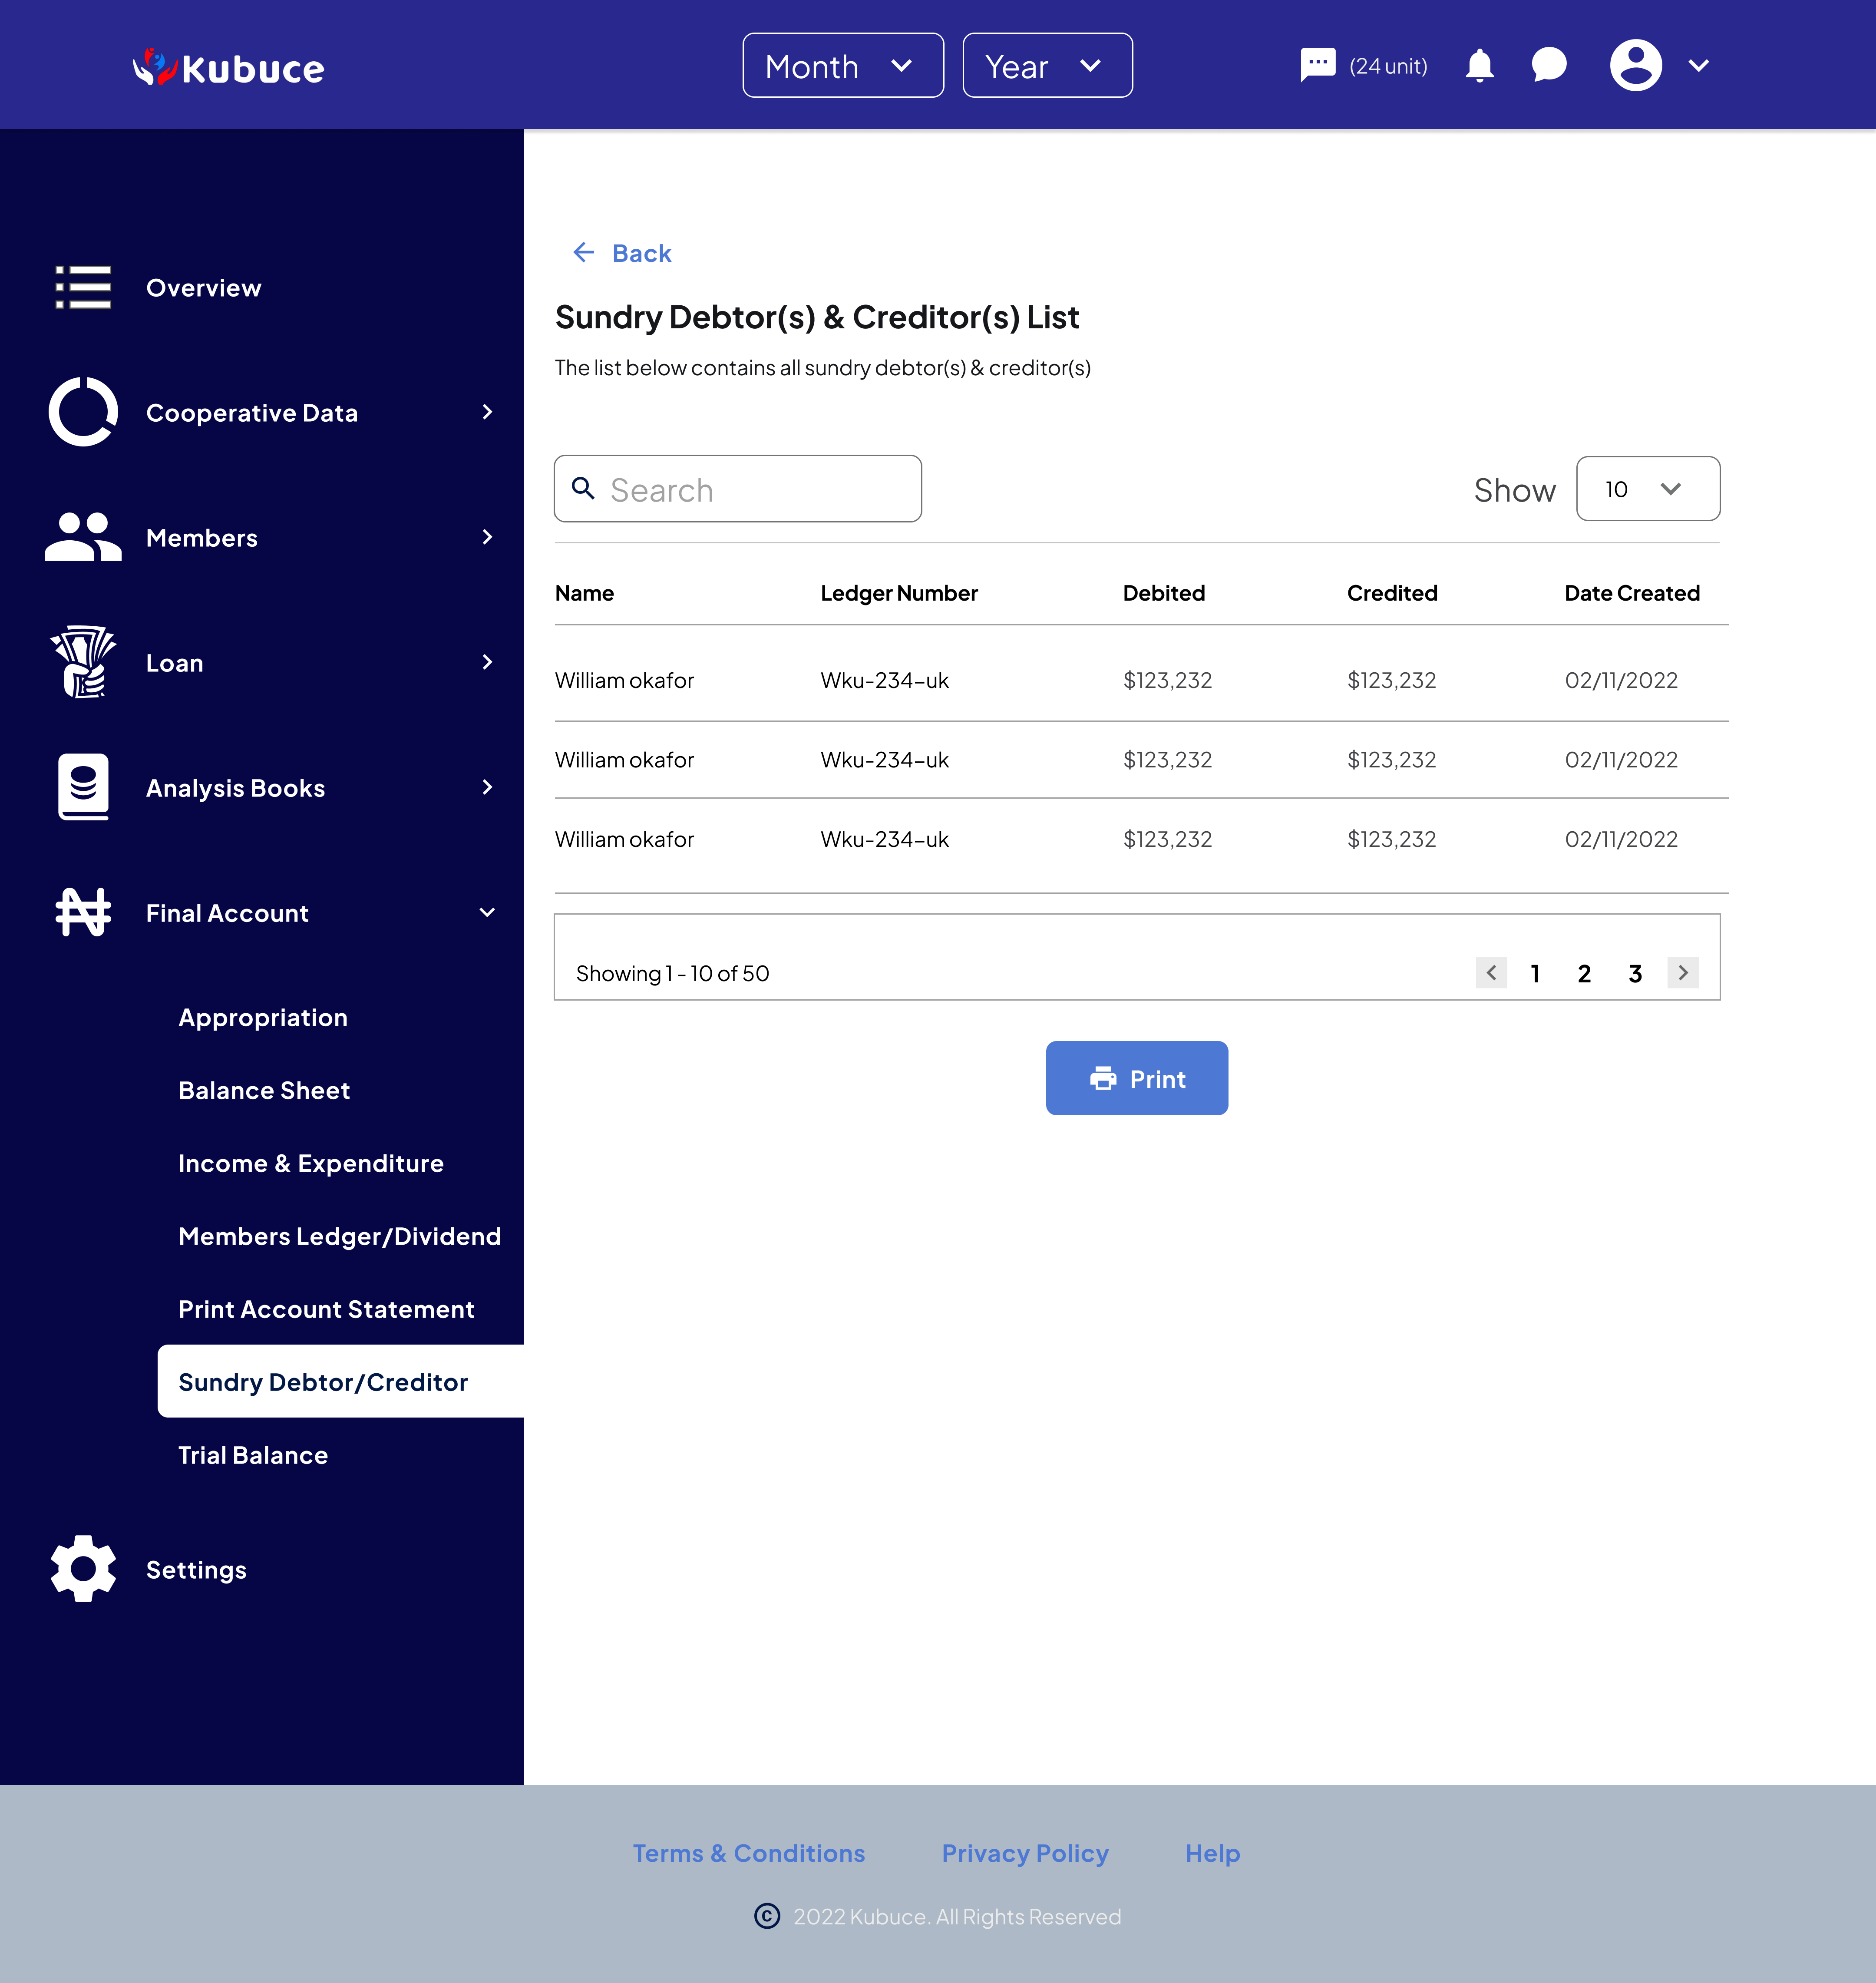 Kubuce
Month
Year
(24 unit)
Overview
Cooperative Data
Members
Loan
Analysis Books
Final Account
Appropriation
Balance Sheet
Income & Expenditure
Members Ledger/Dividend
Print Account Statement
Sundry Debtor/Creditor
Trial Balance
Settings
Back
Sundry Debtor(s) & Creditor(s) List
The list below contains all sundry debtor(s) & creditor(s)
Search
Show 10
Name Ledger Number Debited Credited Date Created
William okafor Wku-234-uk $123,232 $123,232 02/11/2022
William okafor Wku-234-uk $123,232 $123,232 02/11/2022
William okafor Wku-234-uk $123,232 $123,232 02/11/2022
Showing 1 - 10 of 50 1 2 3
Print
Terms & Conditions Privacy Policy Help
© 2022 Kubuce. All Rights Reserved